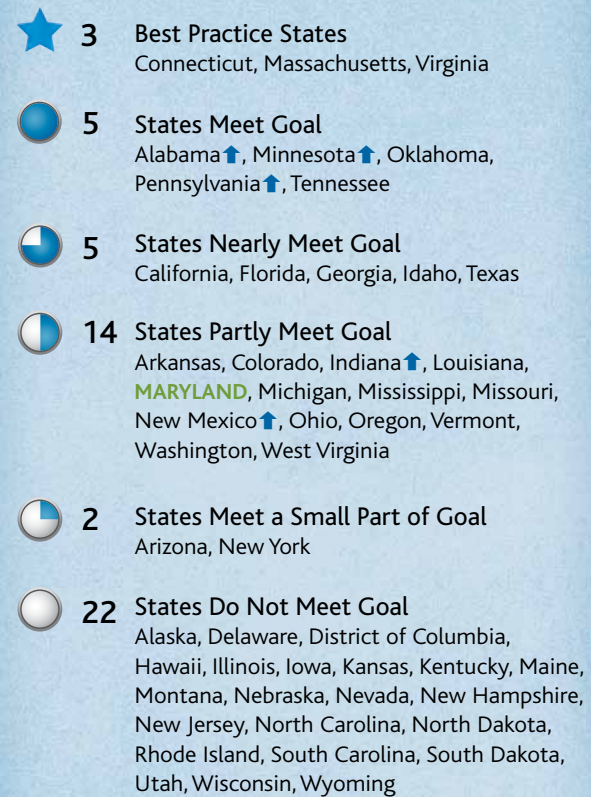 3 Best Practice States
Connecticut, Massachusetts, Virginia
5 States Meet Goal
Alabama⬆, Minnesota⬆, Oklahoma,
Pennsylvania⬆, Tennessee
5 States Nearly Meet Goal
California, Florida, Georgia, Idaho, Texas
14 States Partly Meet Goal
Arkansas, Colorado, Indiana⬆, Louisiana,
MARYLAND, Michigan, Mississippi, Missouri,
New Mexico⬆, Ohio, Oregon, Vermont,
Washington, West Virginia
2 States Meet a Small Part of Goal
Arizona, New York
22 States Do Not Meet Goal
Alaska, Delaware, District of Columbia,
Hawaii, Illinois, Iowa, Kansas, Kentucky, Maine,
Montana, Nebraska, Nevada, New Hampshire,
New Jersey, North Carolina, North Dakota,
Rhode Island, South Carolina, South Dakota,
Utah, Wisconsin, Wyoming